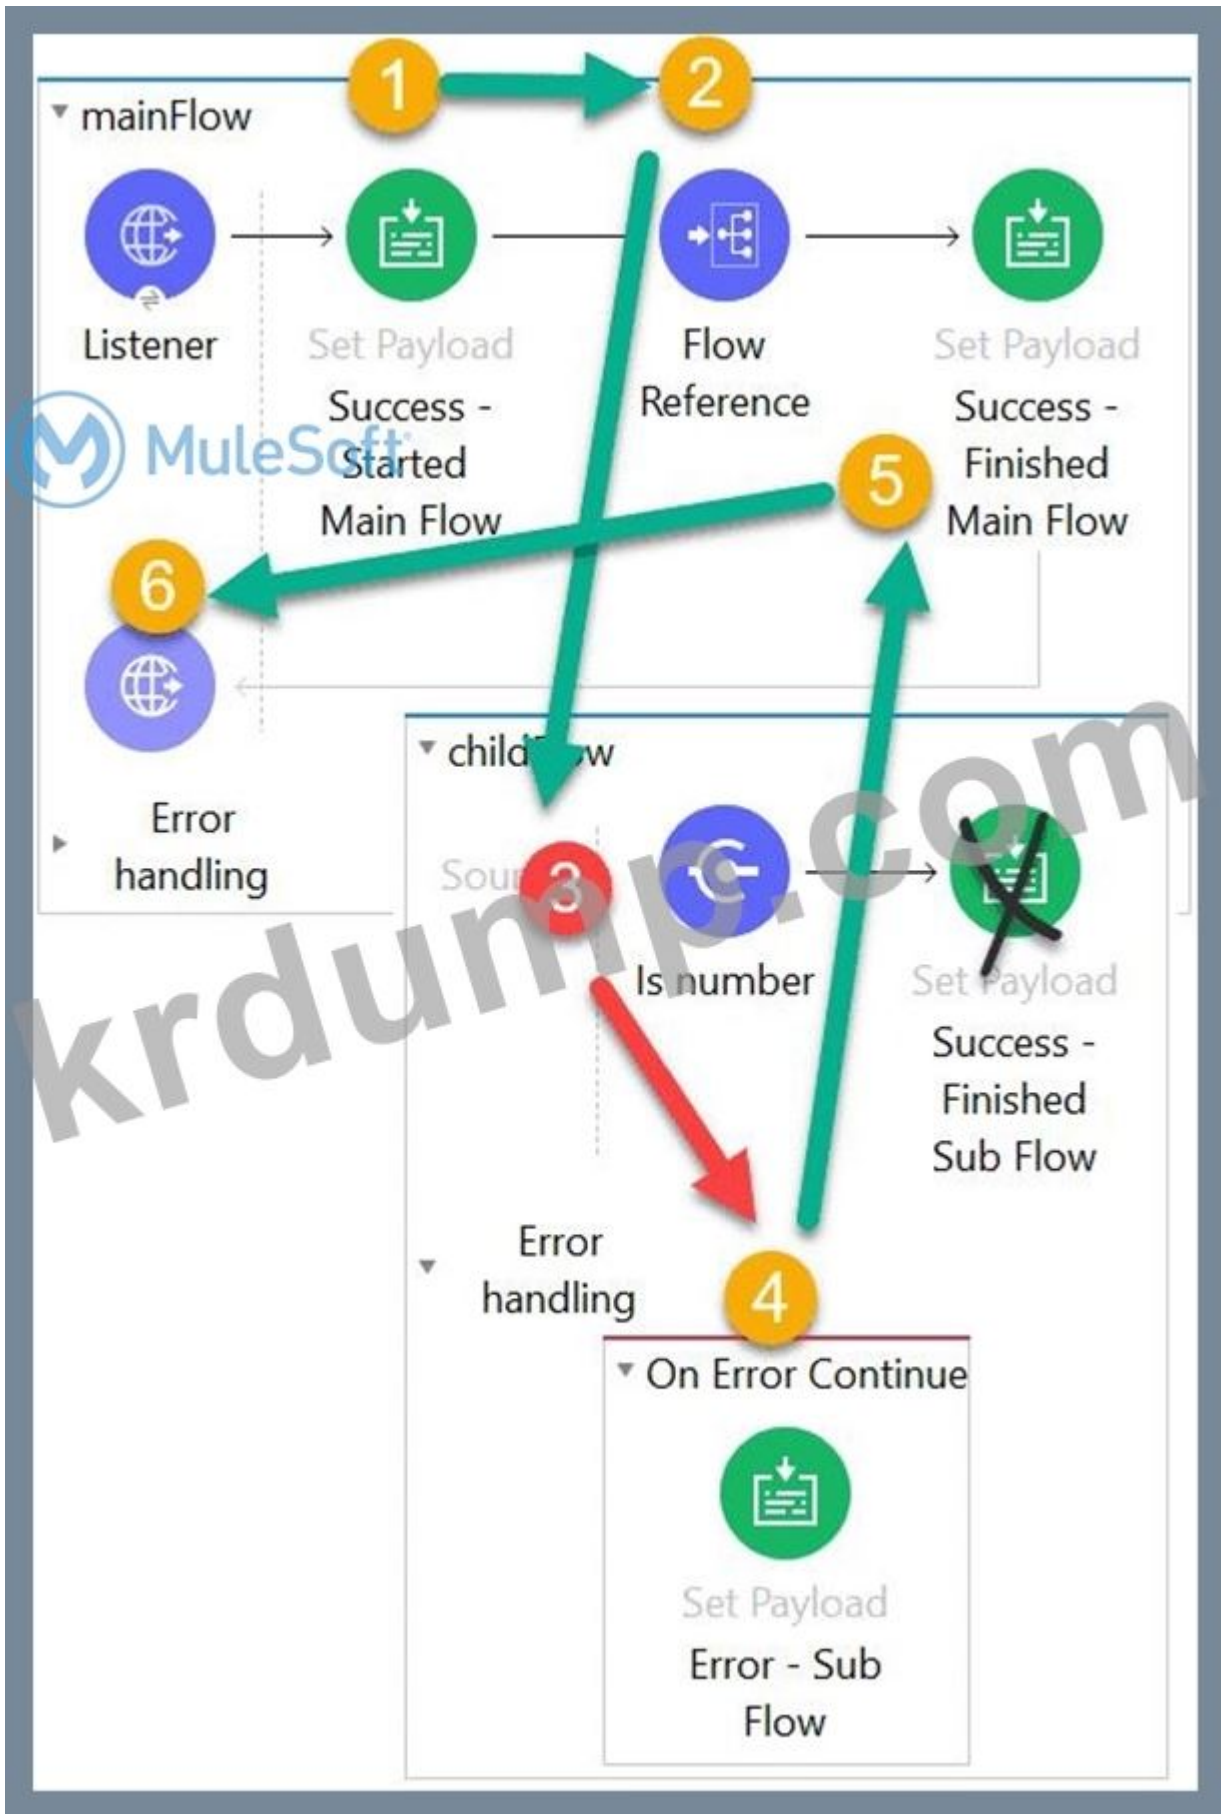 1
2
mainFlow
Listener
Set Payload
Flow
Reference
Set Payload
Success -
Started
Main Flow
Success -
Finished
Main Flow
MuleSoft
5
6
Error
handling
childFlow
3
Is number
Set Payload
Success -
Finished
Sub Flow
krdump.com
Error
handling
4
On Error Continue
Set Payload
Error - Sub
Flow